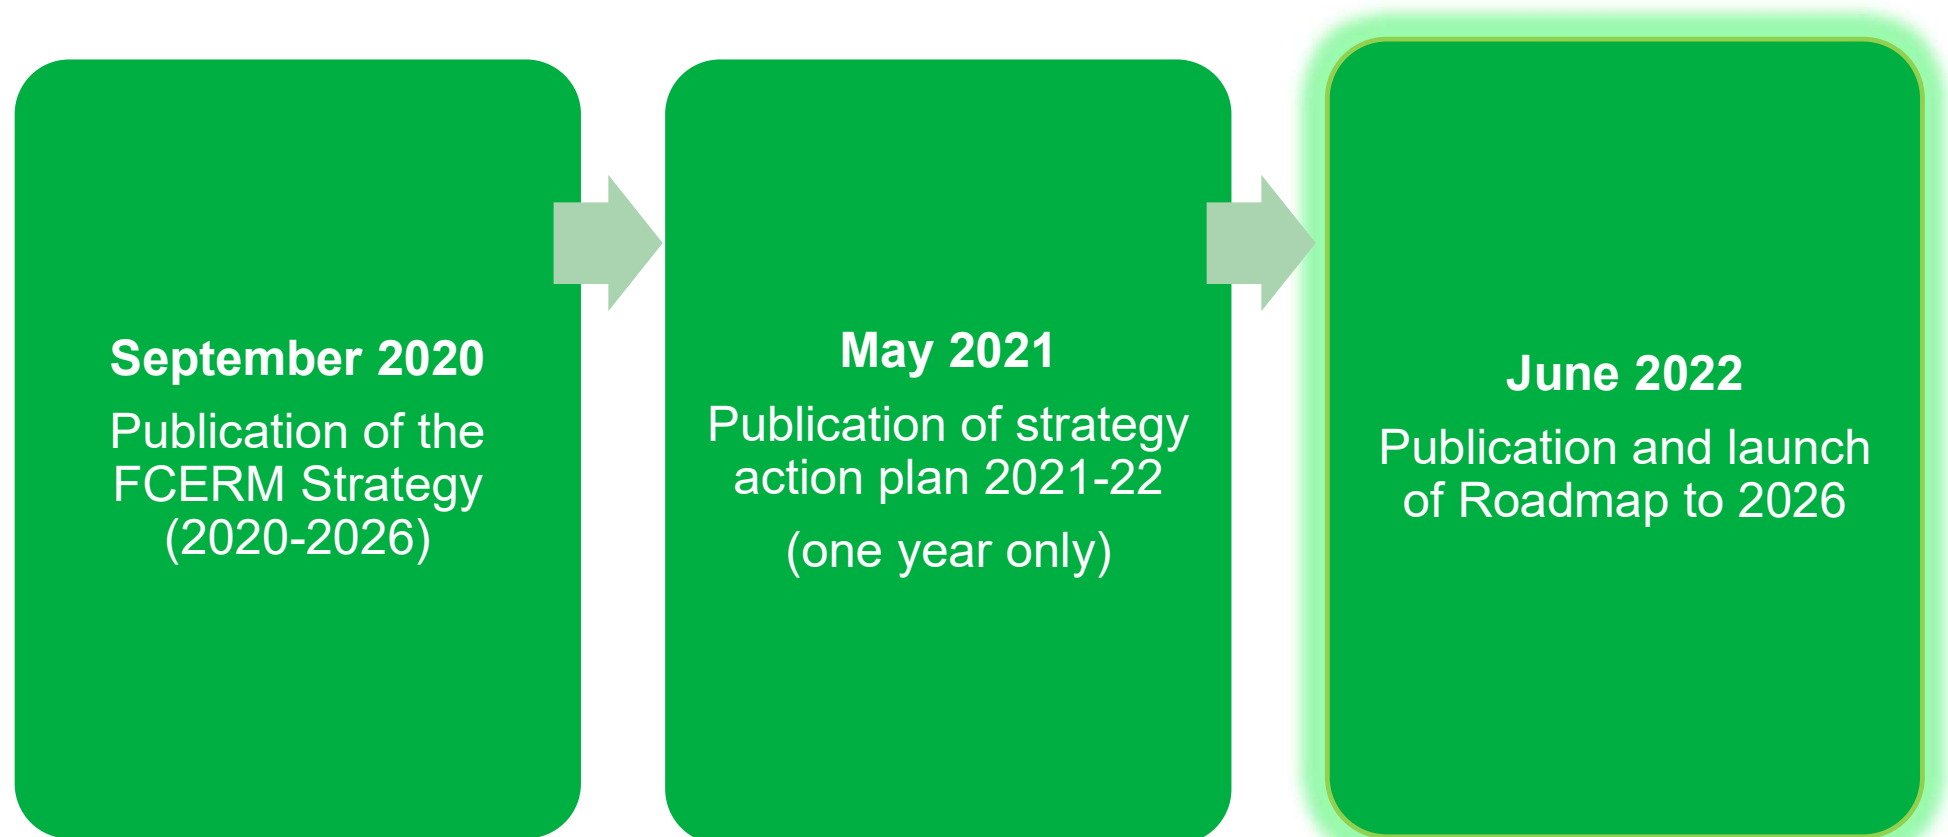 September 2020
Publication of the
FCERM Strategy
(2020-2026)
May 2021
Publication of strategy
action plan 2021-22
(one year only)
June 2022
Publication and launch
of Roadmap to 2026